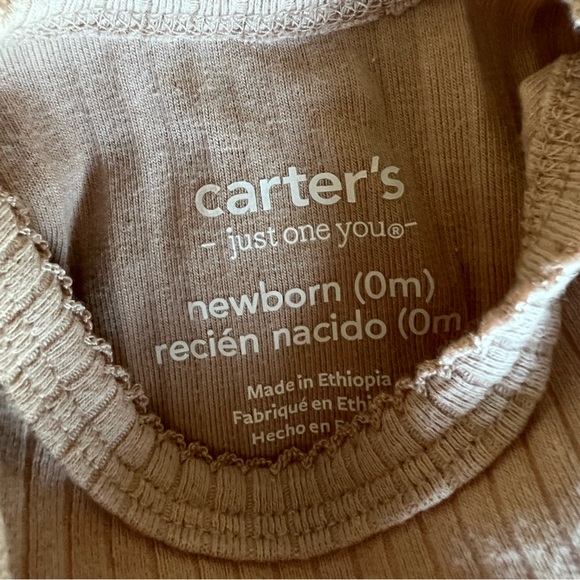 carter's
- just one you®-
newborn (0m)
recién nacido (0m
Made in Ethiopia
Fabriqué en Ethi
Hecho en